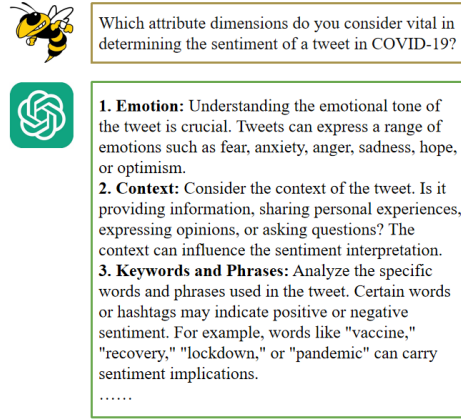 Which attribute dimensions do you consider vital in
determining the sentiment of a tweet in COVID-19?
1. Emotion: Understanding the emotional tone of
the tweet is crucial. Tweets can express a range of
emotions such as fear, anxiety, anger, sadness, hope,
or optimism.
2. Context: Consider the context of the tweet. Is it
providing information, sharing personal experiences,
expressing opinions, or asking questions? The
context can influence the sentiment interpretation.
3. Keywords and Phrases: Analyze the specific
words and phrases used in the tweet. Certain words
or hashtags may indicate positive or negative
sentiment. For example, words like "vaccine,"
"recovery," "lockdown," or "pandemic" can carry
sentiment implications.
......